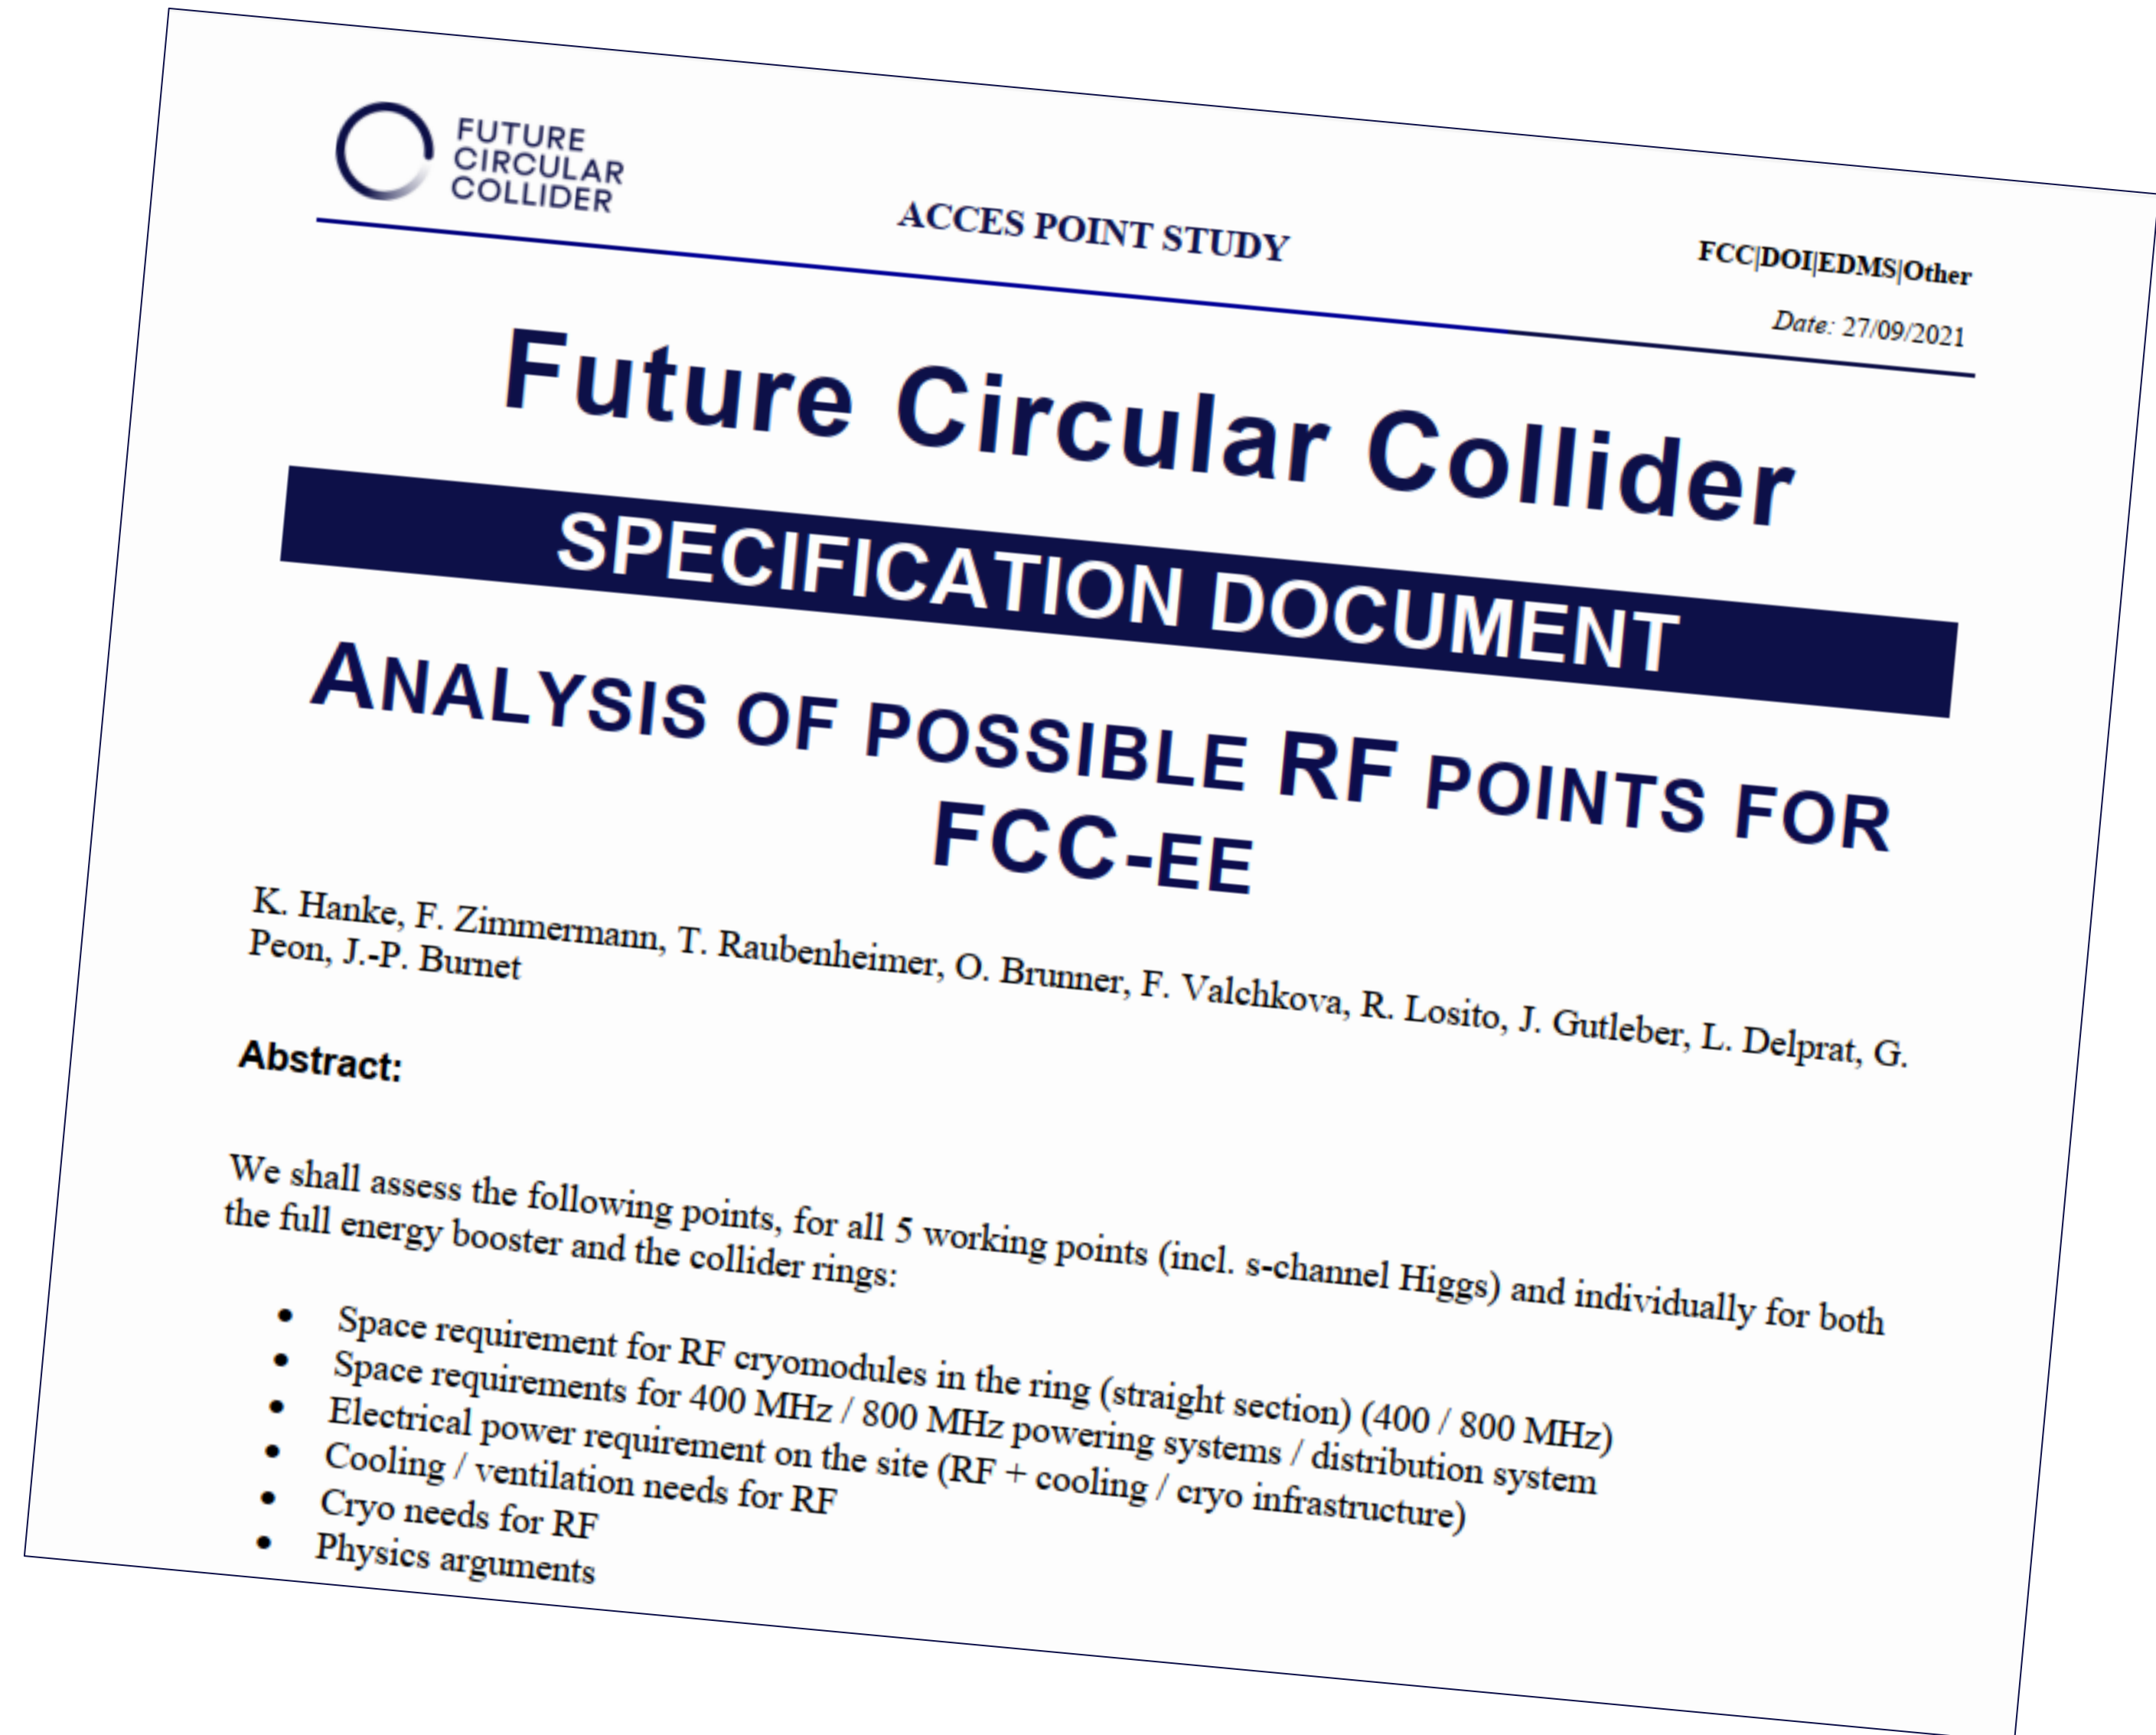 FUTURE
CIRCULAR
COLLIDER
ACCES POINT STUDY
FCC|DOI|EDMS|Other
Date: 27/09/2021
Future Circular Collider
SPECIFICATION DOCUMENT
ANALYSIS OF POSSIBLE RF POINTS FOR
FCC-EE
K. Hanke, F. Zimmermann, T. Raubenheimer, O. Brunner, F. Valchkova, R. Losito, J. Gutleber, L. Delprat, G.
Peon, J.-P. Burnet
Abstract:
We shall assess the following points, for all 5 working points (incl. s-channel Higgs) and individually for both
the full energy booster and the collider rings:
• Space requirement for RF cryomodules in the ring (straight section) (400 / 800 MHz)
• Space requirements for 400 MHz / 800 MHz powering systems / distribution system
• Electrical power requirement on the site (RF + cooling / cryo infrastructure)
• Cooling / ventilation needs for RF
• Cryo needs for RF
• Physics arguments